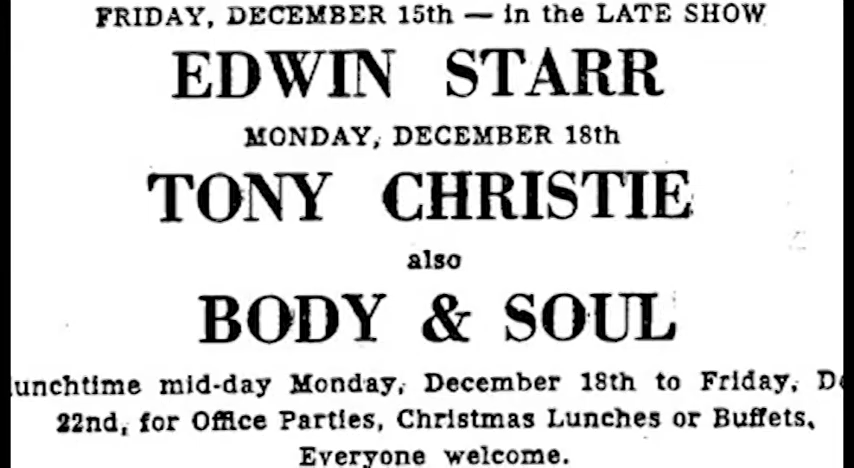 FRIDAY, DECEMBER 15th — in the LATE SHOW
EDWIN STARR
MONDAY, DECEMBER 18th
TONY CHRISTIE
also
BODY & SOUL
unchtime mid-day Monday, December 18th to Friday, De
22nd, for Office Parties, Christmas Lunches or Buffets.
Everyone welcome.